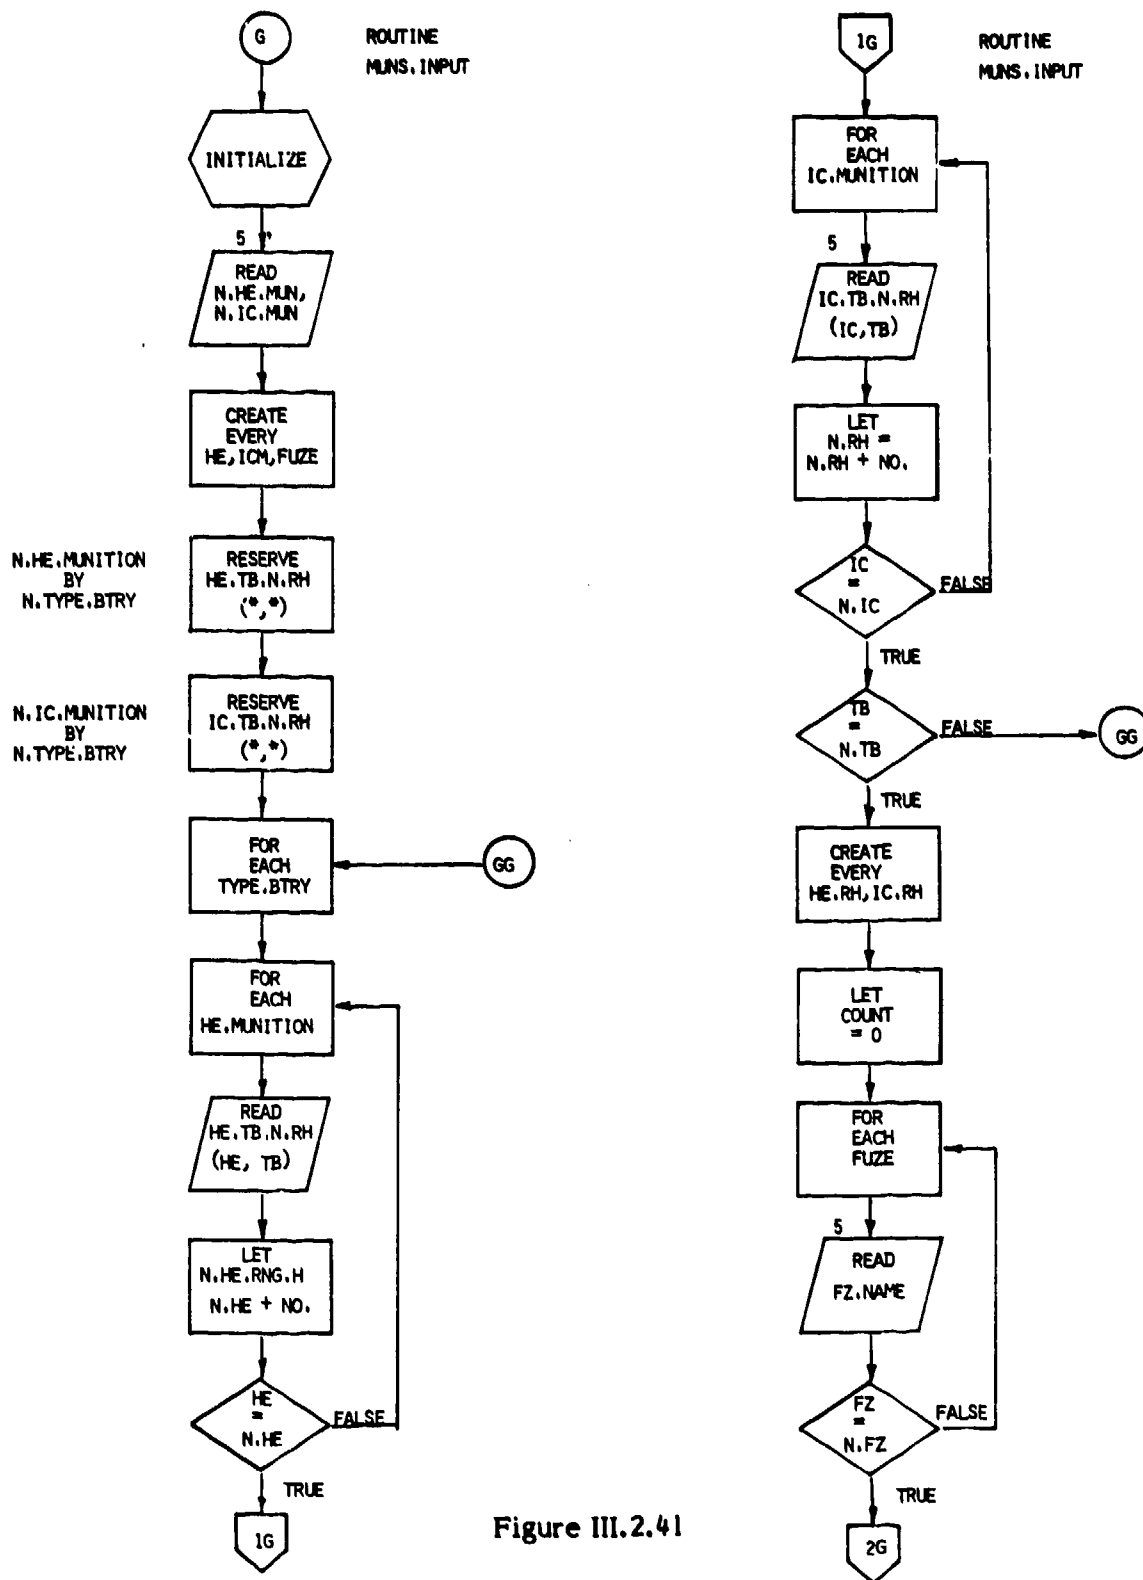 G
ROUTINE
MUNS.INPUT
INITIALIZE
5
READ
N.HE.MUN,
N.IC.MUN
CREATE
EVERY
HE,ICM,FUZE
N.HE.MUNITION
BY
N.TYPE.BTRY
RESERVE
HE.TB.N.RH
(*,*)
N.IC.MUNITION
BY
N.TYPE.BTRY
RESERVE
IC.TB.N.RH
(*,*)
FOR
EACH
TYPE.BTRY
GG
FOR
EACH
HE.MUNITION
READ
HE.TB.N.RH
(HE, TB)
LET
N.HE.RNG.H
N.HE + NO.
HE
=
N.HE
FALSE
TRUE
1G
1G
ROUTINE
MUNS.INPUT
FOR
EACH
IC.MUNITION
5
READ
IC.TB.N.RH
(IC,TB)
LET
N.RH =
N.RH + NO.
IC
=
N.IC
FALSE
TRUE
TB
=
N.TB
FALSE
GG
TRUE
CREATE
EVERY
HE.RH,IC.RH
LET
COUNT
= 0
FOR
EACH
FUZE
5
READ
FZ.NAME
FZ
=
N.FZ
FALSE
TRUE
2G
Figure III.2.41